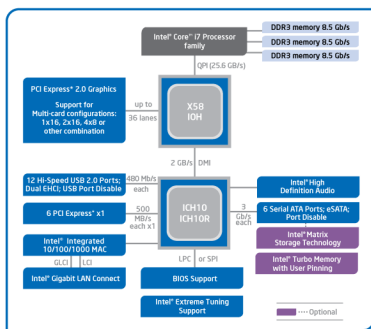 Intel® Core™ i7 Processor
family
DDR3 memory 8.5 Gb/s
DDR3 memory 8.5 Gb/s
DDR3 memory 8.5 Gb/s
QPI (25.6 GB/s)
PCI Express* 2.0 Graphics
Support for
Multi-card configurations:
1x16, 2x16, 4x8 or
other combination
up to
36 lanes
X58
IOH
2 GB/s
DMI
12 Hi-Speed USB 2.0 Ports;
Dual EHCI; USB Port Disable
480 Mb/s
each
Intel® High
Definition Audio
6 PCI Express* x1
500
MB/s
each x1
ICH10
ICH10R
3
Gb/s
each
6 Serial ATA Ports; eSATA;
Port Disable
Intel® Integrated
10/100/1000 MAC
Intel® Matrix
Storage Technology
GLCI
LCI
LPC
or SPI
Intel® Turbo Memory
with User Pinning
Intel® Gigabit LAN Connect
BIOS Support
Intel® Extreme Tuning
Support
---- Optional